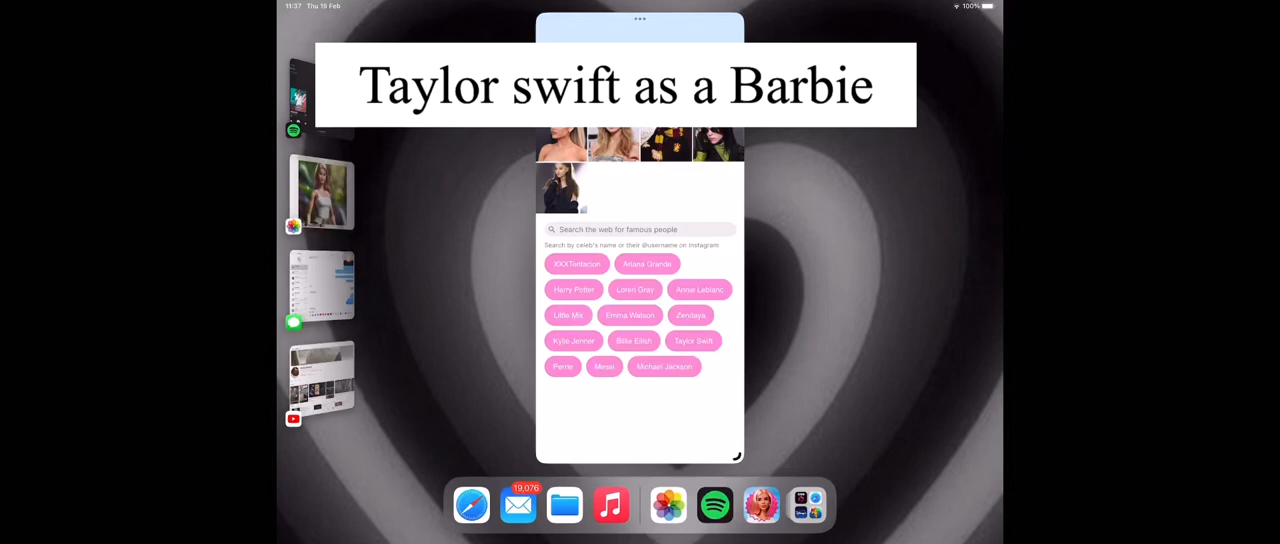 11:37 Thu 19 Feb
100%
Taylor swift as a Barbie
Search the web for famous people
Search by celeb's name or their @username on Instagram
XXXTentacion Ariana Grande
Harry Potter Loren Gray Annie Leblanc
Little Mix Emma Watson Zendaya
Kylie Jenner Billie Eilish Taylor Swift
Perrie Messi Michael Jackson
19,076